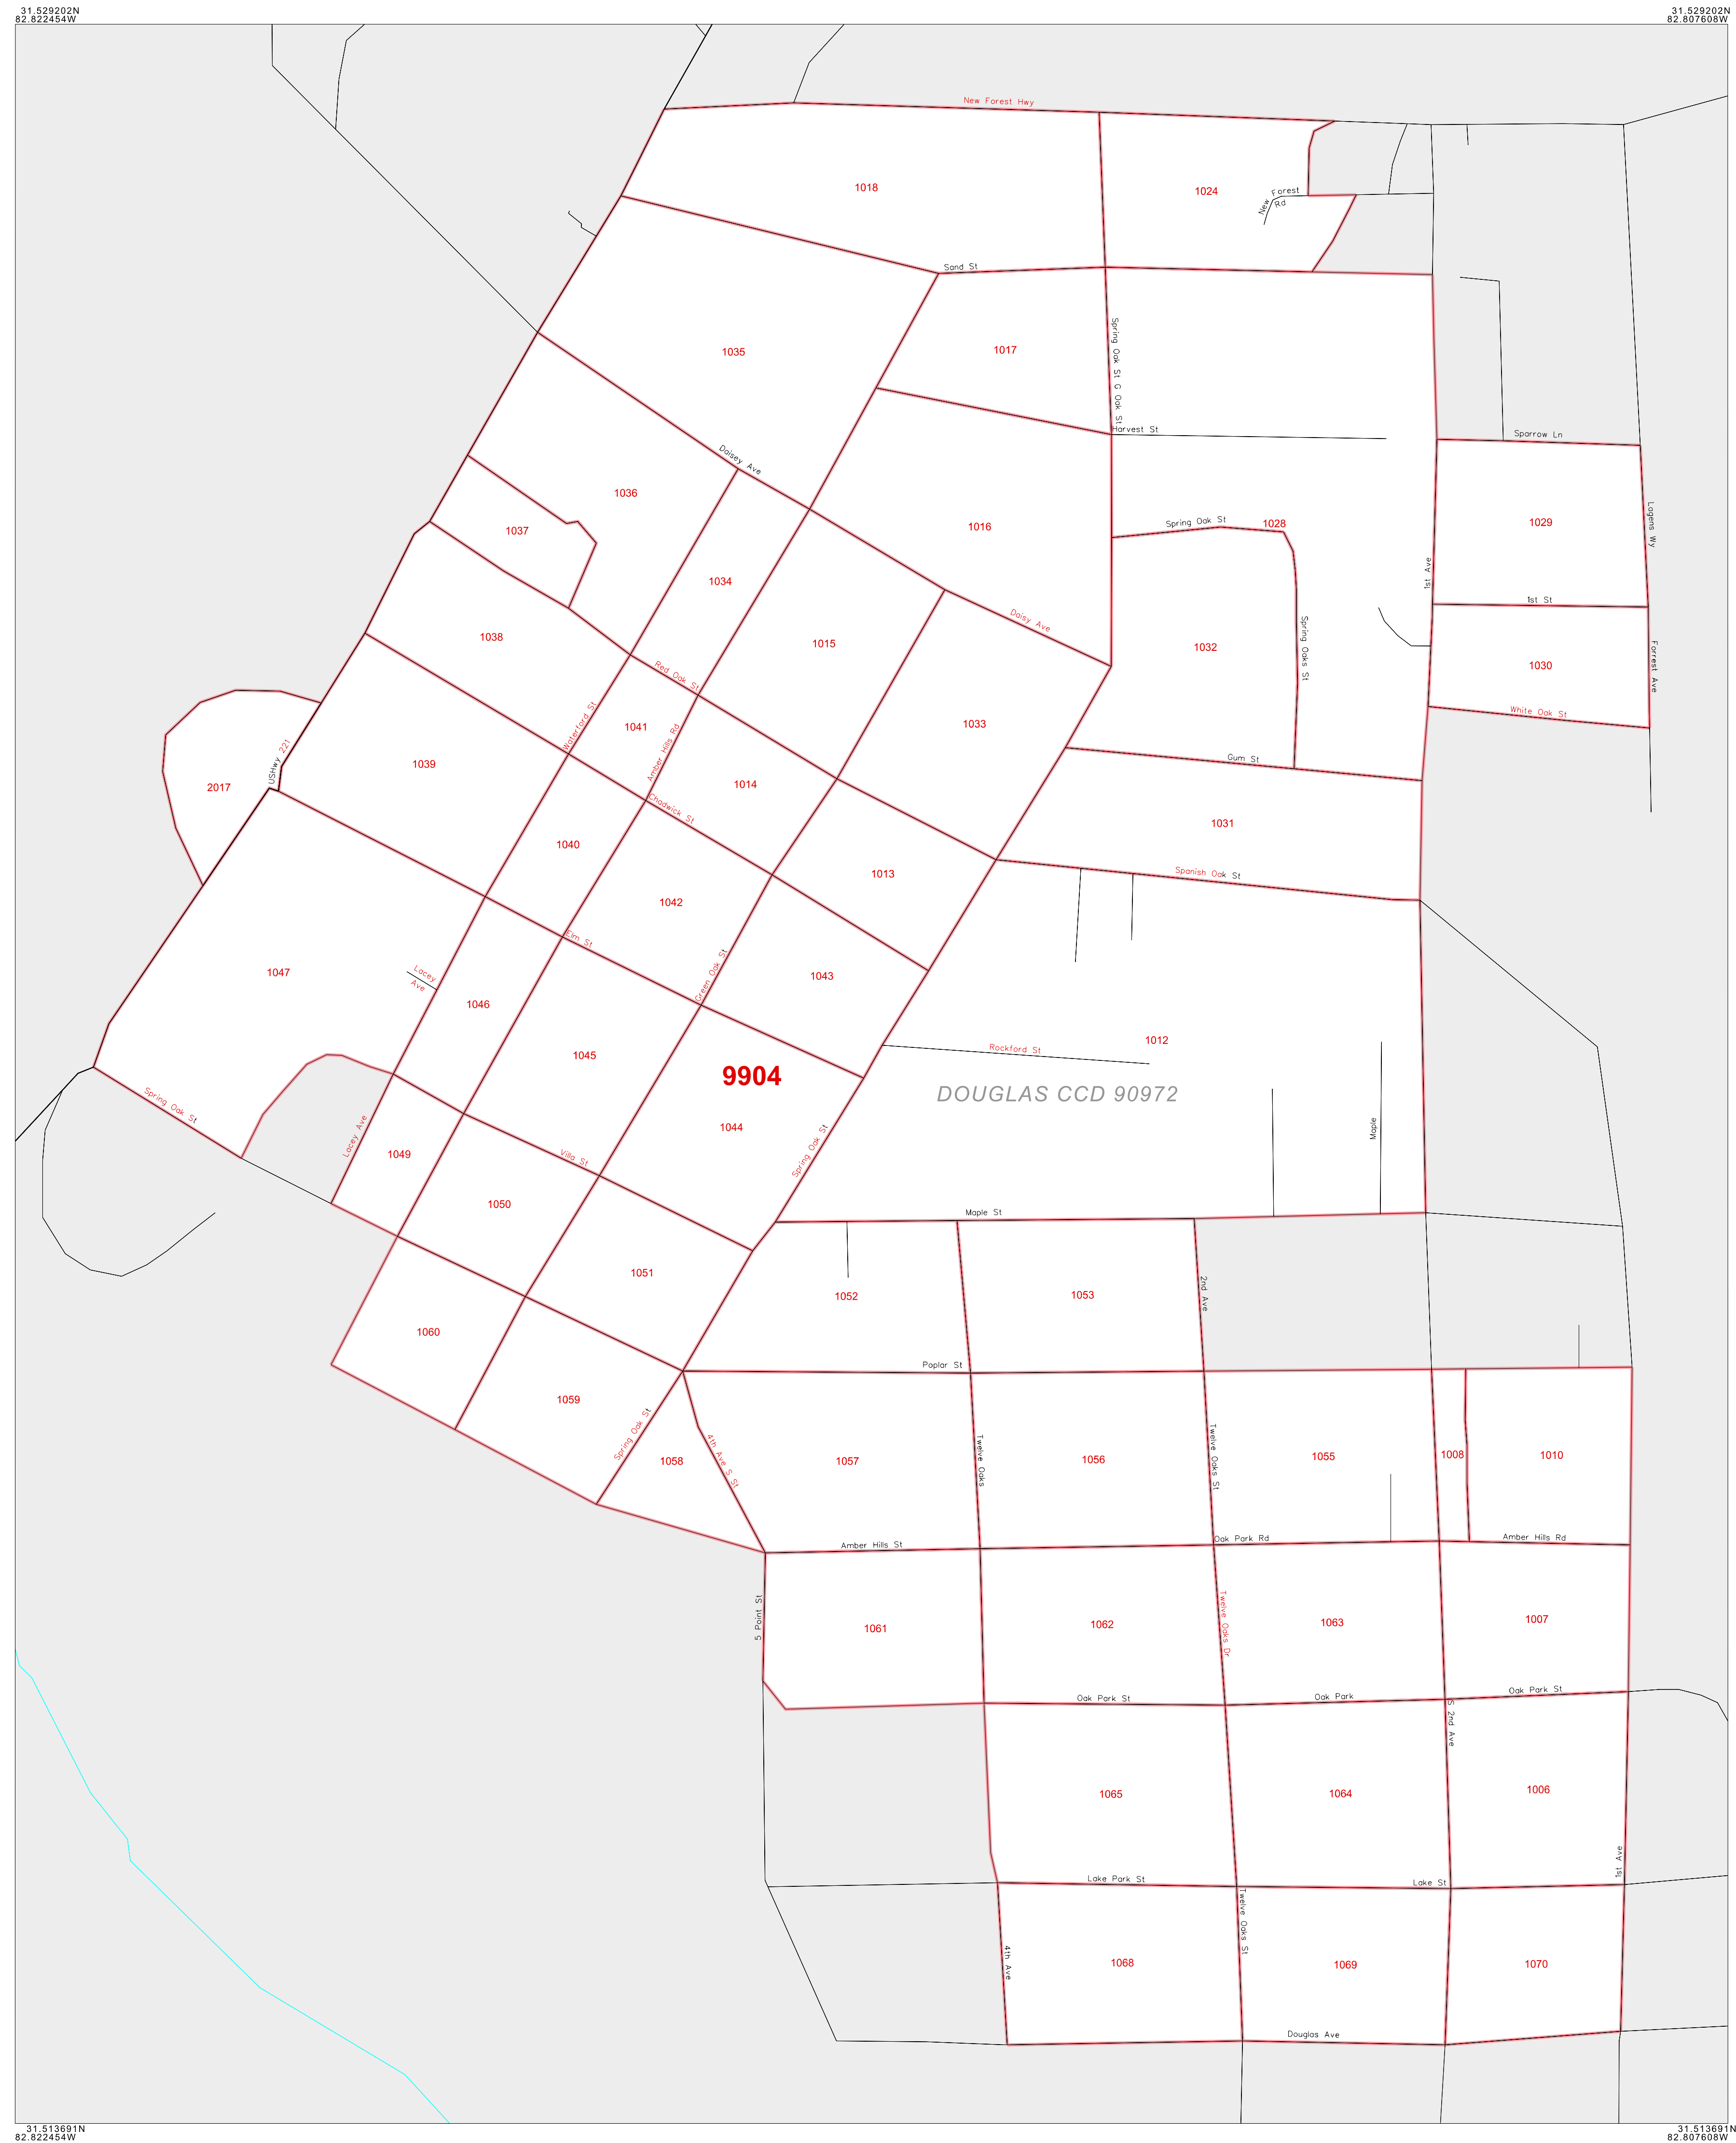 31.529202N
82.822454W
31.529202N
82.807608W
New Forest Hwy
1018
1024
New Forest Rd
Sand St
1035
1017
Spring Oak St G Oak St
Harvest St
Sparrow Ln
Daisey Ave
1036
1037
1016
Spring Oak St
1028
1029
Logens Wy
1st Ave
1034
1st St
Daisy Ave
1038
1015
1032
Spring Oaks St
1030
Forrest Ave
Red Oak St
White Oak St
Waterford St
1041
Amber Hills Rd
1033
USHwy 221
1039
2017
1014
Gum St
Chadwick St
1031
1040
1013
Spanish Oak St
1042
Elm St
1047
Lacey Ave
1046
Green Oak St
1043
1012
Rockford St
1045
9904
DOUGLAS CCD 90972
Spring Oak St
Lacey Ave
1049
1044
Spring Oak St
Maple
Villa St
1050
Maple St
1051
1052
1053
2nd Ave
1060
Poplar St
1059
Spring Oak St
1058
4th Ave S St
1057
Twelve Oaks
1056
Twelve Oaks St
1055
1008
1010
Amber Hills St
Oak Park Rd
Amber Hills Rd
5 Point St
1061
1062
Twelve Oaks Dr
1063
1007
Oak Park St
Oak Park
Oak Park St
S 2nd Ave
1065
1064
1006
1st Ave
Lake Park St
Lake St
Twelve Oaks St
4th Ave
1068
1069
1070
Douglas Ave
31.513691N
82.822454W
31.513691N
82.807608W